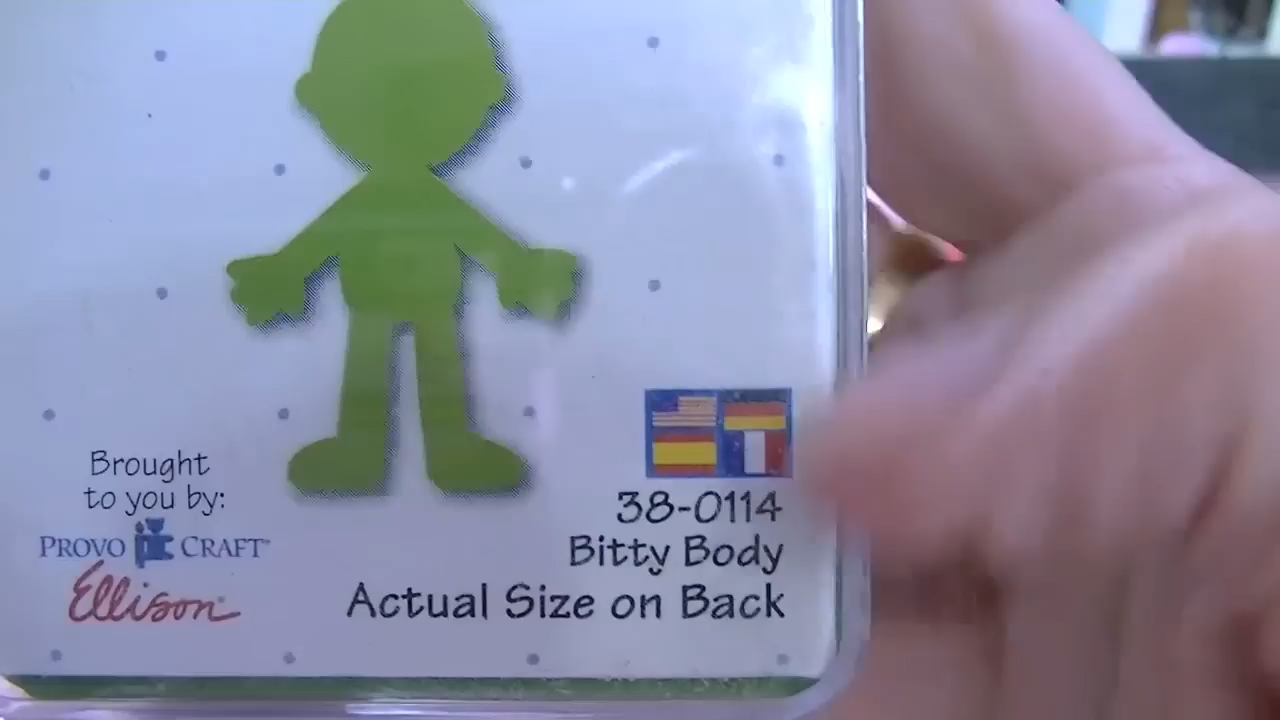 Brought
to you by:
PROVO CRAFT®
Ellison®
38-0114
Bitty Body
Actual Size on Back